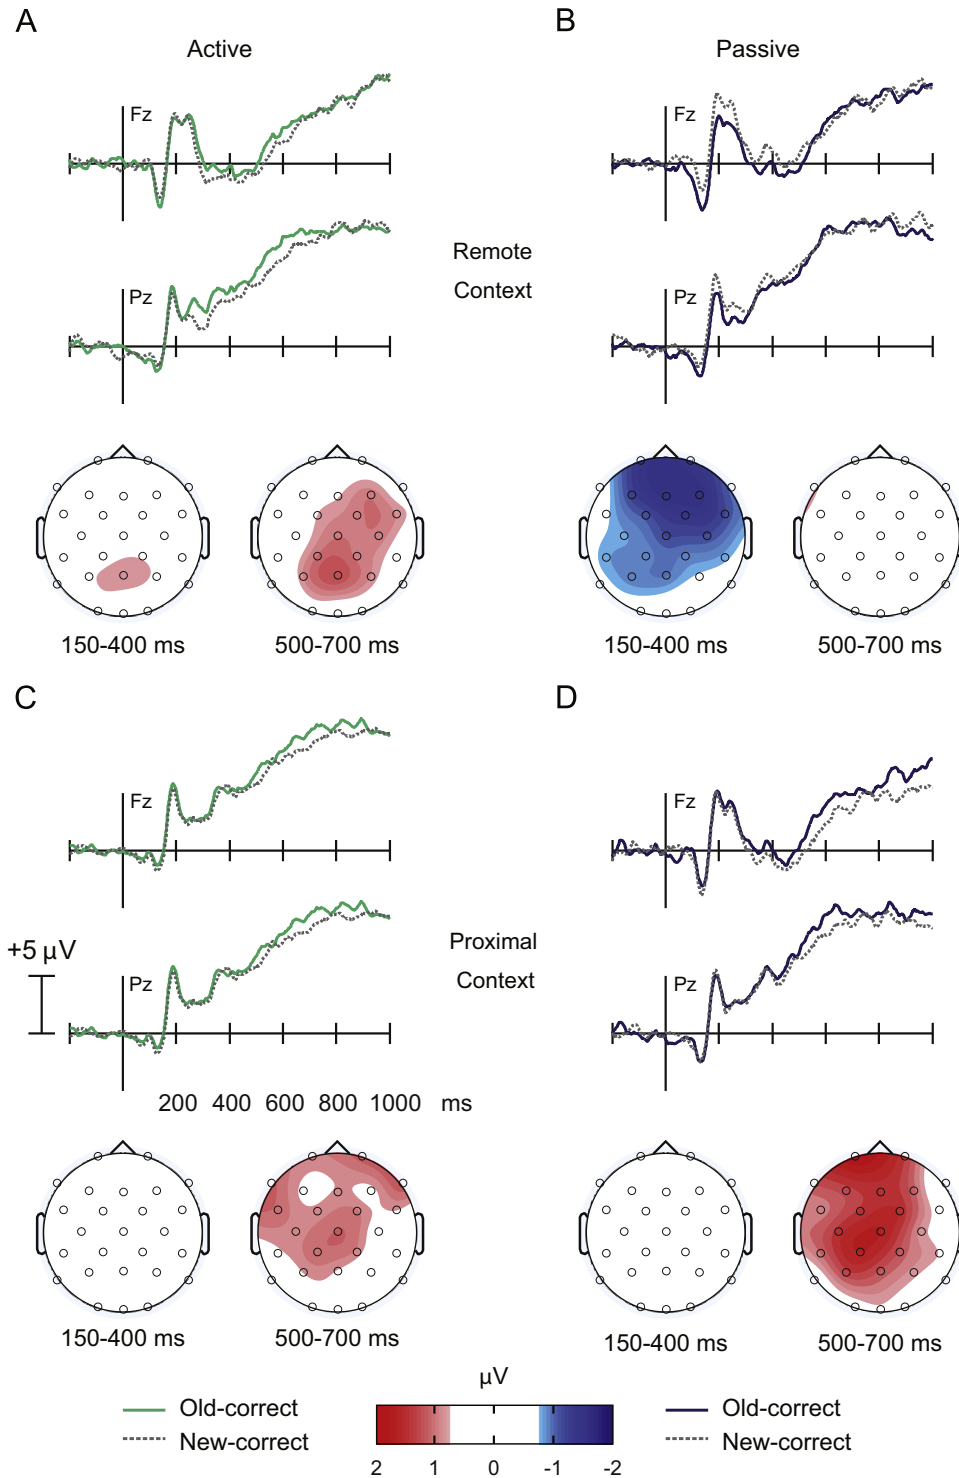 A
B
Active
Passive
Fz
Fz
Remote
Context
Pz
Pz
150-400 ms
500-700 ms
150-400 ms
500-700 ms
C
D
Fz
Fz
Proximal
Context
+5 µV
Pz
Pz
200 400 600 800 1000 ms
150-400 ms
500-700 ms
150-400 ms
500-700 ms
µV
Old-correct
New-correct
Old-correct
New-correct
2 1 0 -1 -2